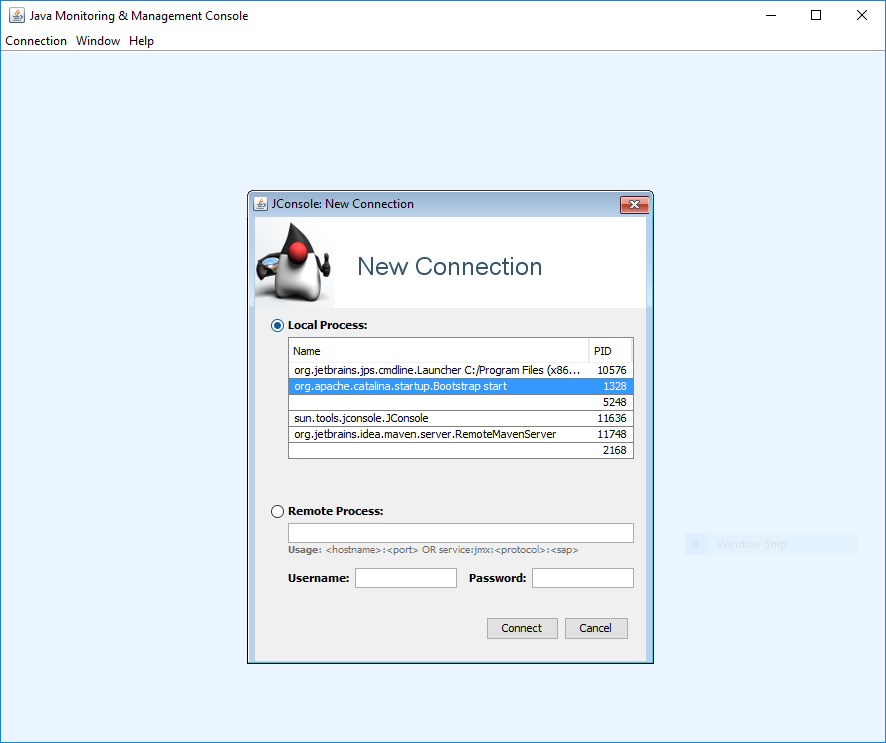 Java Monitoring & Management Console
Connection Window Help
JConsole: New Connection
New Connection
Local Process:
Name PID
org.jetbrains.jps.cmdline.Launcher C:/Program Files (x86... 10576
org.apache.catalina.startup.Bootstrap start 1328
5248
sun.tools.jconsole.JConsole 11636
org.jetbrains.idea.maven.server.RemoteMavenServer 11748
2168
Remote Process:
Window Snip
Usage: <hostname>:<port> OR service:jmx:<protocol>:<sap>
Username: Password:
Connect Cancel